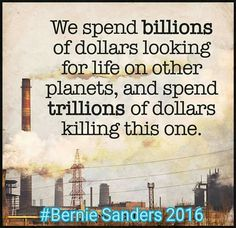 We spend billions
of dollars looking
for life on other
planets, and spend
trillions of dollars
killing this one.
#Bernie Sanders 2016